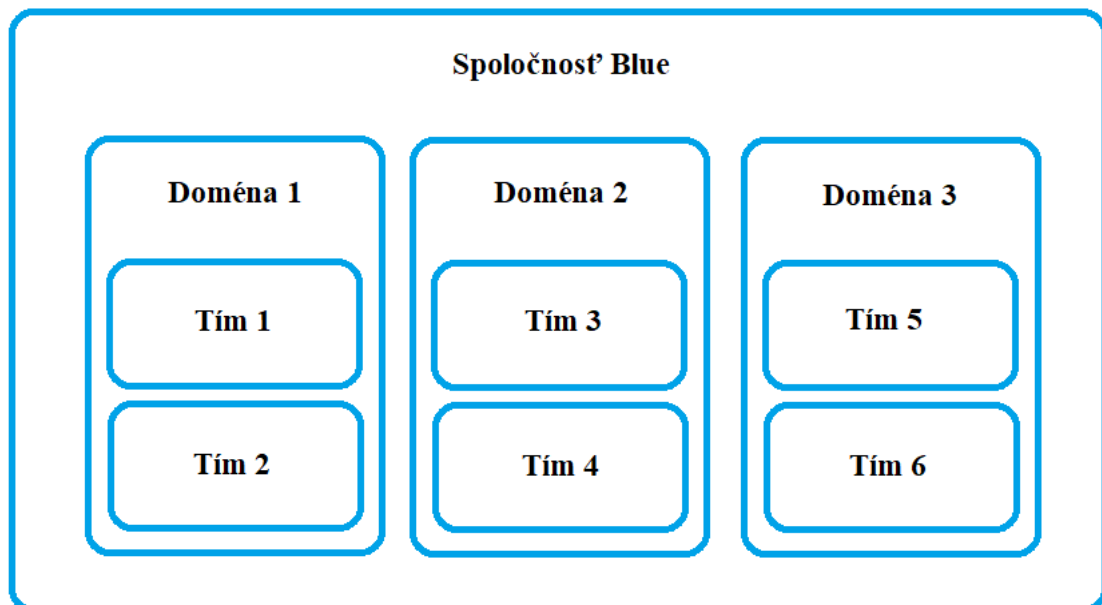 Spoločnosť Blue
Doména 1
Tím 1
Tím 2
Doména 2
Tím 3
Tím 4
Doména 3
Tím 5
Tím 6